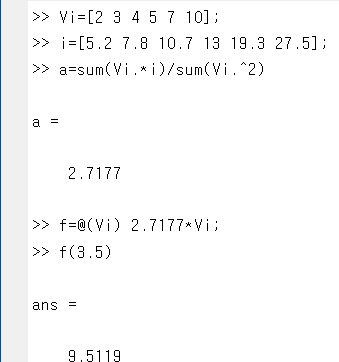 >> Vi=[2 3 4 5 7 10];
>> i=[5.2 7.8 10.7 13 19.3 27.5];
>> a=sum(Vi.*i)/sum(Vi.^2)
a =
2.7177
>> f=@(Vi) 2.7177*Vi;
>> f(3.5)
ans =
9.5119